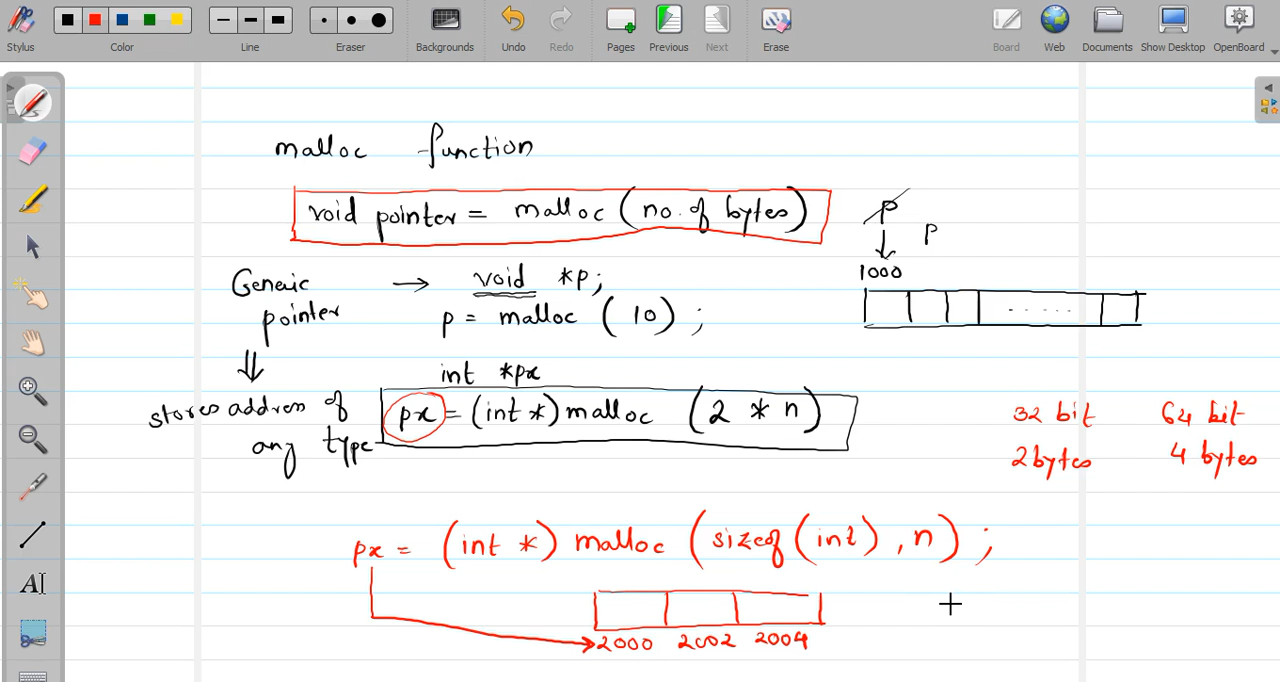 Stylus
Color
Line
Eraser
Backgrounds
Undo
Redo
Pages
Previous
Next
Erase
Board
Web
Documents
Show Desktop
OpenBoard
malloc function
void pointer = malloc (no. of bytes)
p
p
1000
Generic pointer → void *p;
p = malloc (10);
. . . . .
⇓
int *px
stores address of any type
px = (int *) malloc (2 * n)
32 bit 64 bit
2bytes 4 bytes
px = (int *) malloc (sizeof(int), n);
2000 2002 2004
AI